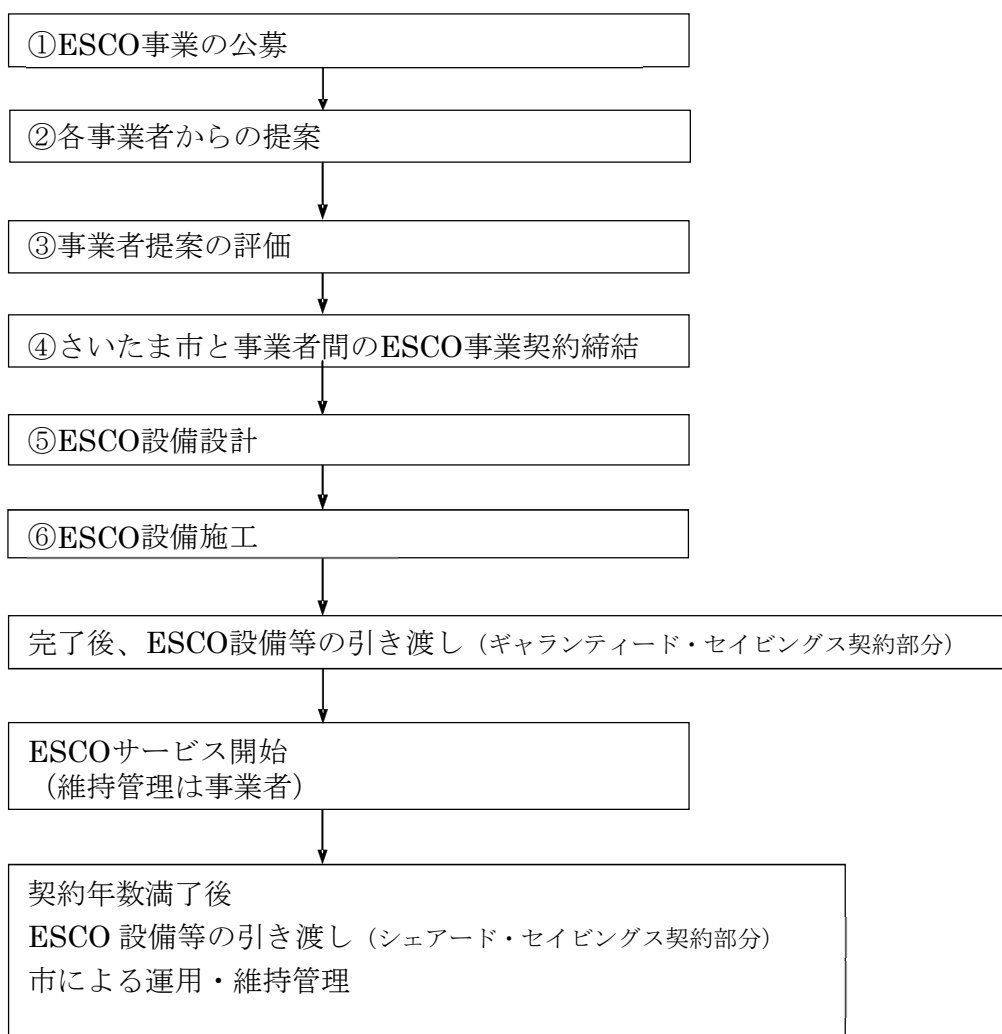 ①ESCO事業の公募
②各事業者からの提案
③事業者提案の評価
④さいたま市と事業者間のESCO事業契約締結
⑤ESCO設備設計
⑥ESCO設備施工
完了後、ESCO設備等の引き渡し（ギャランティード・セイビングス契約部分）
ESCOサービス開始
（維持管理は事業者）
契約年数満了後
ESCO 設備等の引き渡し（シェアード・セイビングス契約部分）
市による運用・維持管理